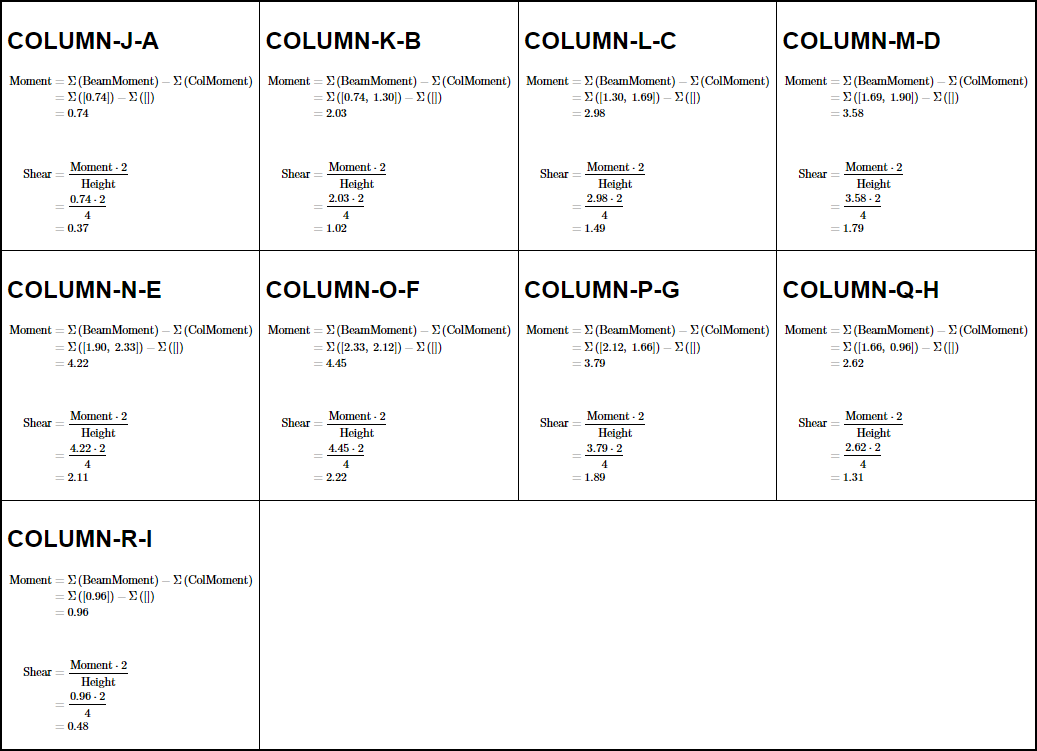 COLUMN-J-A
Moment = Σ (BeamMoment) − Σ (ColMoment)
= Σ ([0.74]) − Σ ([])
= 0.74
Shear = Moment · 2
Height
= 0.74 · 2
4
= 0.37
COLUMN-K-B
Moment = Σ (BeamMoment) − Σ (ColMoment)
= Σ ([0.74, 1.30]) − Σ ([])
= 2.03
Shear = Moment · 2
Height
= 2.03 · 2
4
= 1.02
COLUMN-L-C
Moment = Σ (BeamMoment) − Σ (ColMoment)
= Σ ([1.30, 1.69]) − Σ ([])
= 2.98
Shear = Moment · 2
Height
= 2.98 · 2
4
= 1.49
COLUMN-M-D
Moment = Σ (BeamMoment) − Σ (ColMoment)
= Σ ([1.69, 1.90]) − Σ ([])
= 3.58
Shear = Moment · 2
Height
= 3.58 · 2
4
= 1.79
COLUMN-N-E
Moment = Σ (BeamMoment) − Σ (ColMoment)
= Σ ([1.90, 2.33]) − Σ ([])
= 4.22
Shear = Moment · 2
Height
= 4.22 · 2
4
= 2.11
COLUMN-O-F
Moment = Σ (BeamMoment) − Σ (ColMoment)
= Σ ([2.33, 2.12]) − Σ ([])
= 4.45
Shear = Moment · 2
Height
= 4.45 · 2
4
= 2.22
COLUMN-P-G
Moment = Σ (BeamMoment) − Σ (ColMoment)
= Σ ([2.12, 1.66]) − Σ ([])
= 3.79
Shear = Moment · 2
Height
= 3.79 · 2
4
= 1.89
COLUMN-Q-H
Moment = Σ (BeamMoment) − Σ (ColMoment)
= Σ ([1.66, 0.96]) − Σ ([])
= 2.62
Shear = Moment · 2
Height
= 2.62 · 2
4
= 1.31
COLUMN-R-I
Moment = Σ (BeamMoment) − Σ (ColMoment)
= Σ ([0.96]) − Σ ([])
= 0.96
Shear = Moment · 2
Height
= 0.96 · 2
4
= 0.48